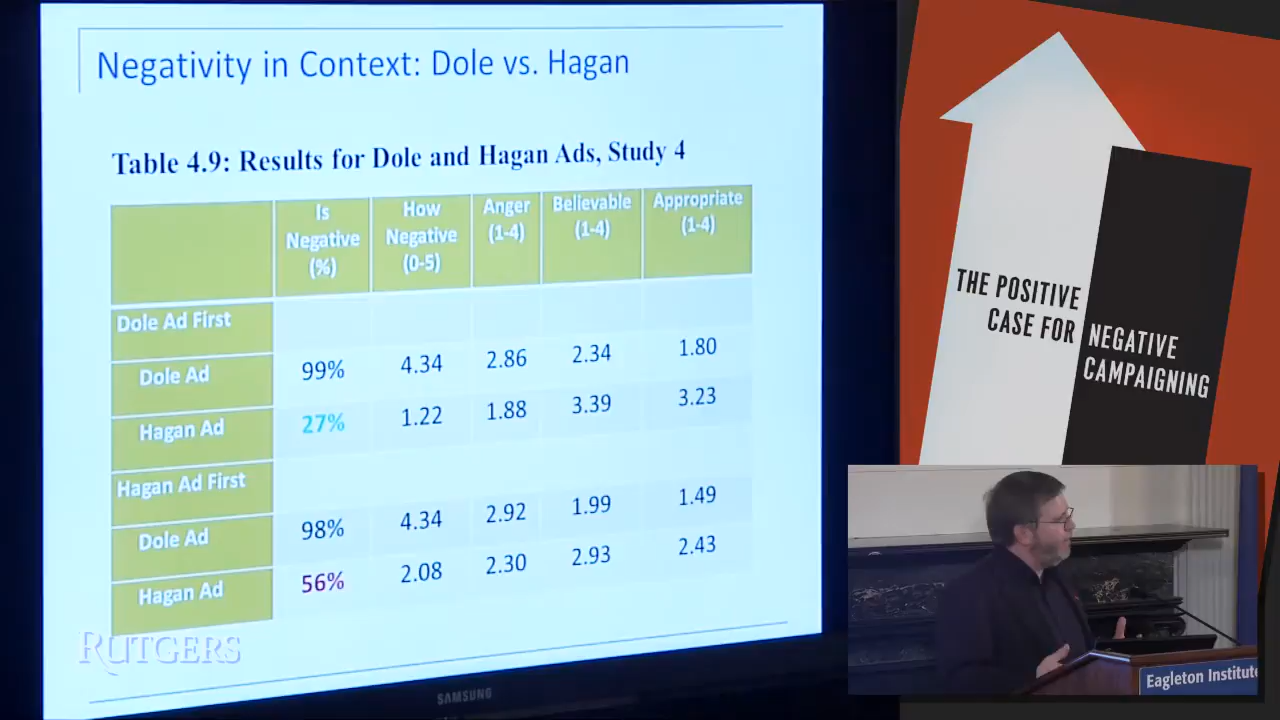 Negativity in Context: Dole vs. Hagan
Table 4.9: Results for Dole and Hagan Ads, Study 4
Is Negative (%) How Negative (0-5) Anger (1-4) Believable (1-4) Appropriate (1-4)
Dole Ad First
Dole Ad 99% 4.34 2.86 2.34 1.80
Hagan Ad 27% 1.22 1.88 3.39 3.23
Hagan Ad First
Dole Ad 98% 4.34 2.92 1.99 1.49
Hagan Ad 56% 2.08 2.30 2.93 2.43
RUTGERS
SAMSUNG
THE POSITIVE
CASE FOR
NEGATIVE
CAMPAIGNING
Eagleton Institute